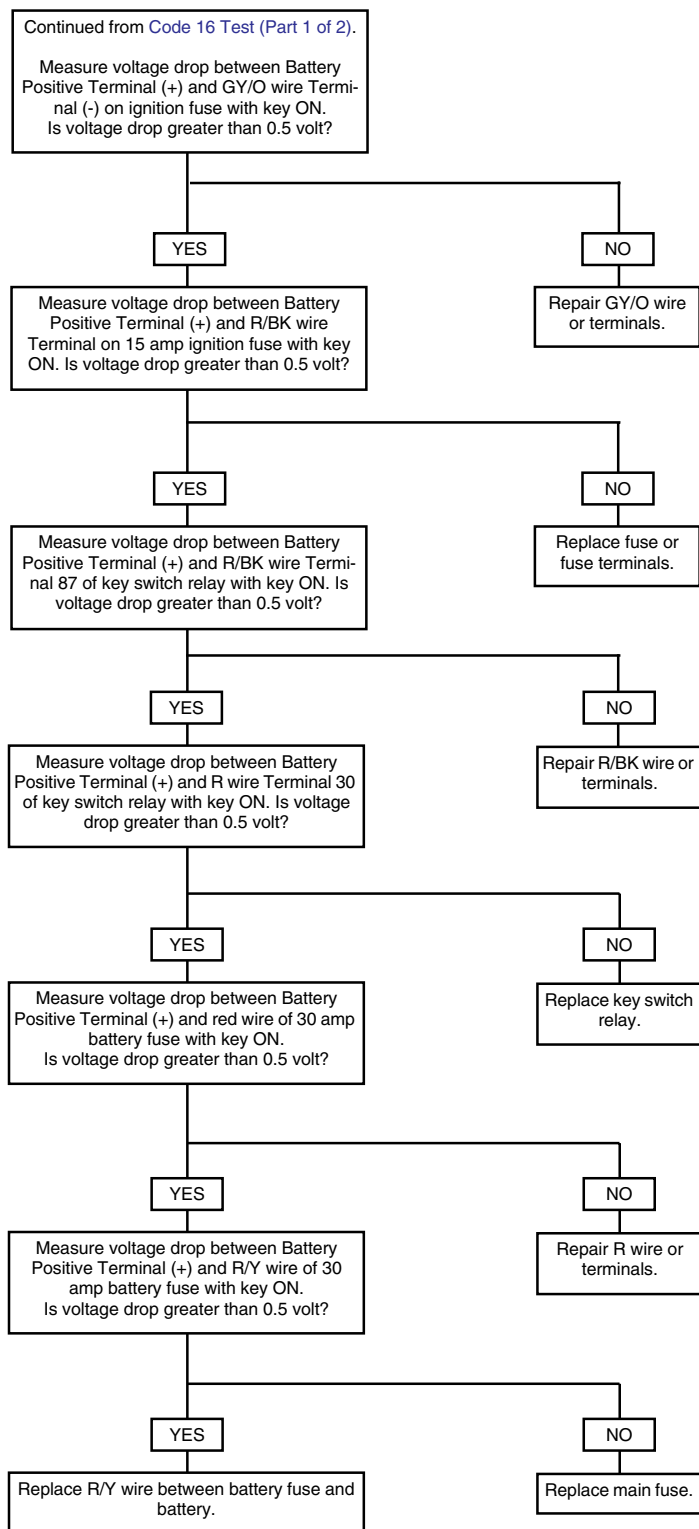 Continued from Code 16 Test (Part 1 of 2).
Measure voltage drop between Battery
Positive Terminal (+) and GY/O wire Termi-
nal (-) on ignition fuse with key ON.
Is voltage drop greater than 0.5 volt?
YES
NO
Measure voltage drop between Battery
Positive Terminal (+) and R/BK wire
Terminal on 15 amp ignition fuse with key
ON. Is voltage drop greater than 0.5 volt?
Repair GY/O wire
or terminals.
YES
NO
Measure voltage drop between Battery
Positive Terminal (+) and R/BK wire Termi-
nal 87 of key switch relay with key ON. Is
voltage drop greater than 0.5 volt?
Replace fuse or
fuse terminals.
YES
NO
Measure voltage drop between Battery
Positive Terminal (+) and R wire Terminal 30
of key switch relay with key ON. Is voltage
drop greater than 0.5 volt?
Repair R/BK wire or
terminals.
YES
NO
Measure voltage drop between Battery
Positive Terminal (+) and red wire of 30 amp
battery fuse with key ON.
Is voltage drop greater than 0.5 volt?
Replace key switch
relay.
YES
NO
Measure voltage drop between Battery
Positive Terminal (+) and R/Y wire of 30
amp battery fuse with key ON.
Is voltage drop greater than 0.5 volt?
Repair R wire or
terminals.
YES
NO
Replace R/Y wire between battery fuse and
battery.
Replace main fuse.